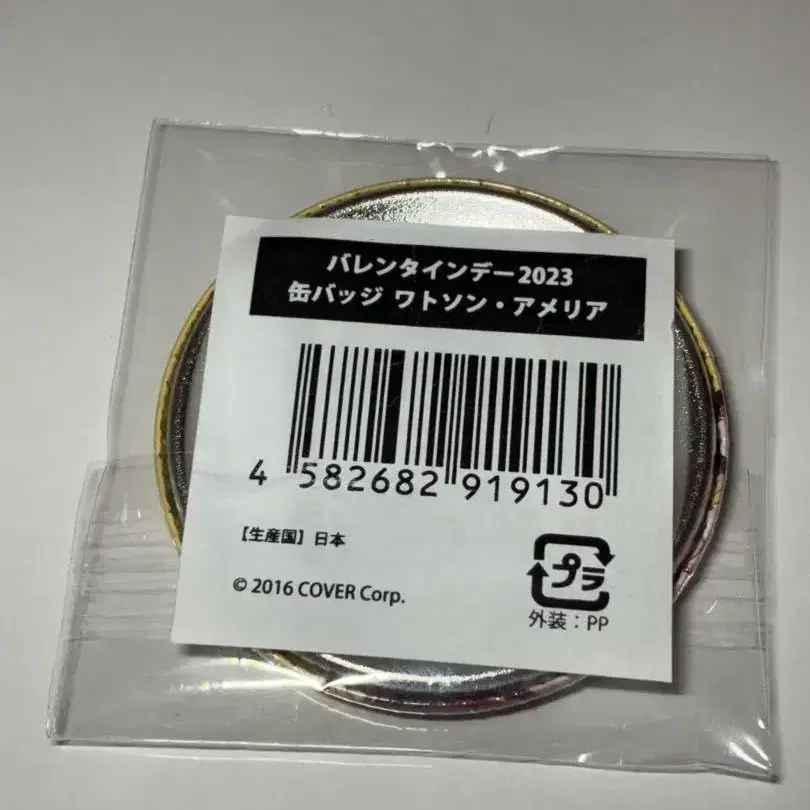 バレンタインデー2023
缶バッジ ワトソン・アメリア
4 582682 919130
【生産国】日本
© 2016 COVER Corp.
プラ
外装：PP